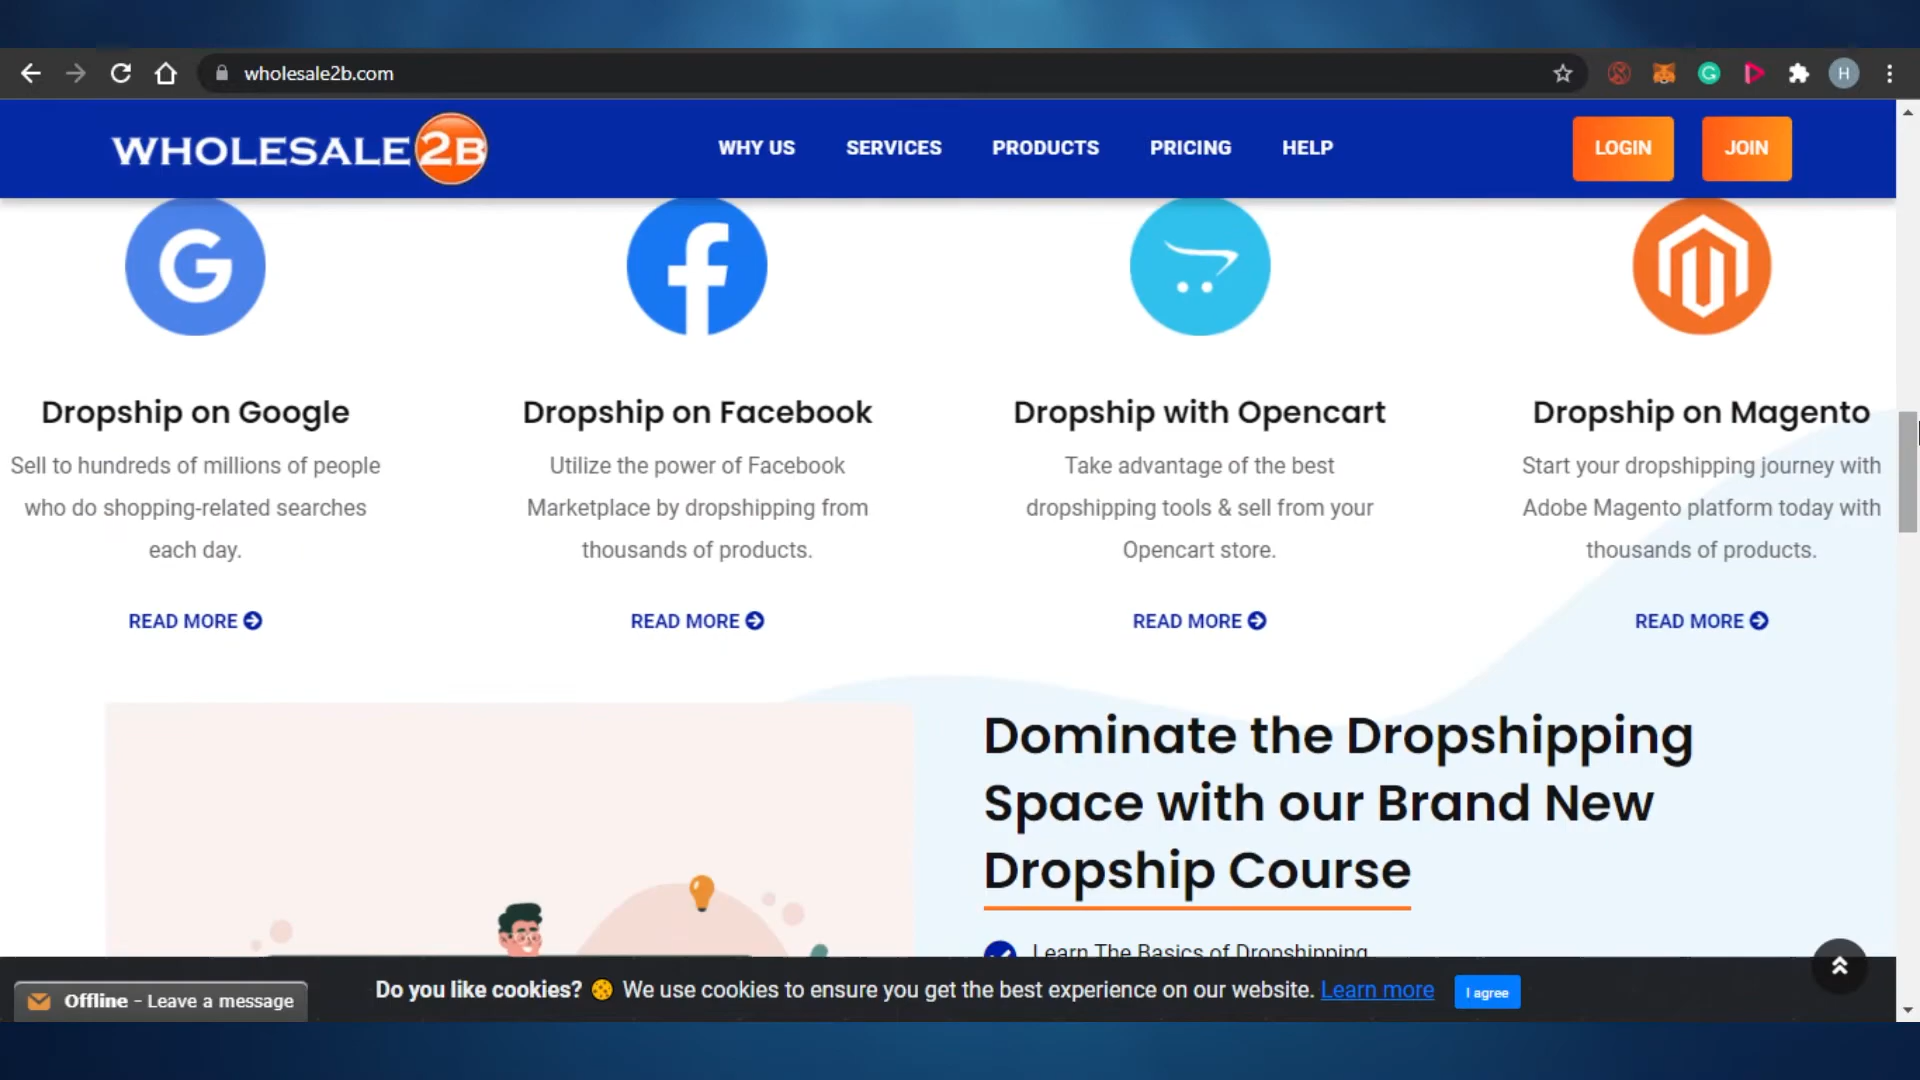 wholesale2b.com
H
WHOLESALE2B
WHY US
SERVICES
PRODUCTS
PRICING
HELP
LOGIN
JOIN
Dropship on Google
Sell to hundreds of millions of people
who do shopping-related searches
each day.
READ MORE
Dropship on Facebook
Utilize the power of Facebook
Marketplace by dropshipping from
thousands of products.
READ MORE
Dropship with Opencart
Take advantage of the best
dropshipping tools & sell from your
Opencart store.
READ MORE
Dropship on Magento
Start your dropshipping journey with
Adobe Magento platform today with
thousands of products.
READ MORE
Dominate the Dropshipping
Space with our Brand New
Dropship Course
Learn The Basics of Dropshipping
Offline - Leave a message
Do you like cookies? 🍪 We use cookies to ensure you get the best experience on our website. Learn more
I agree